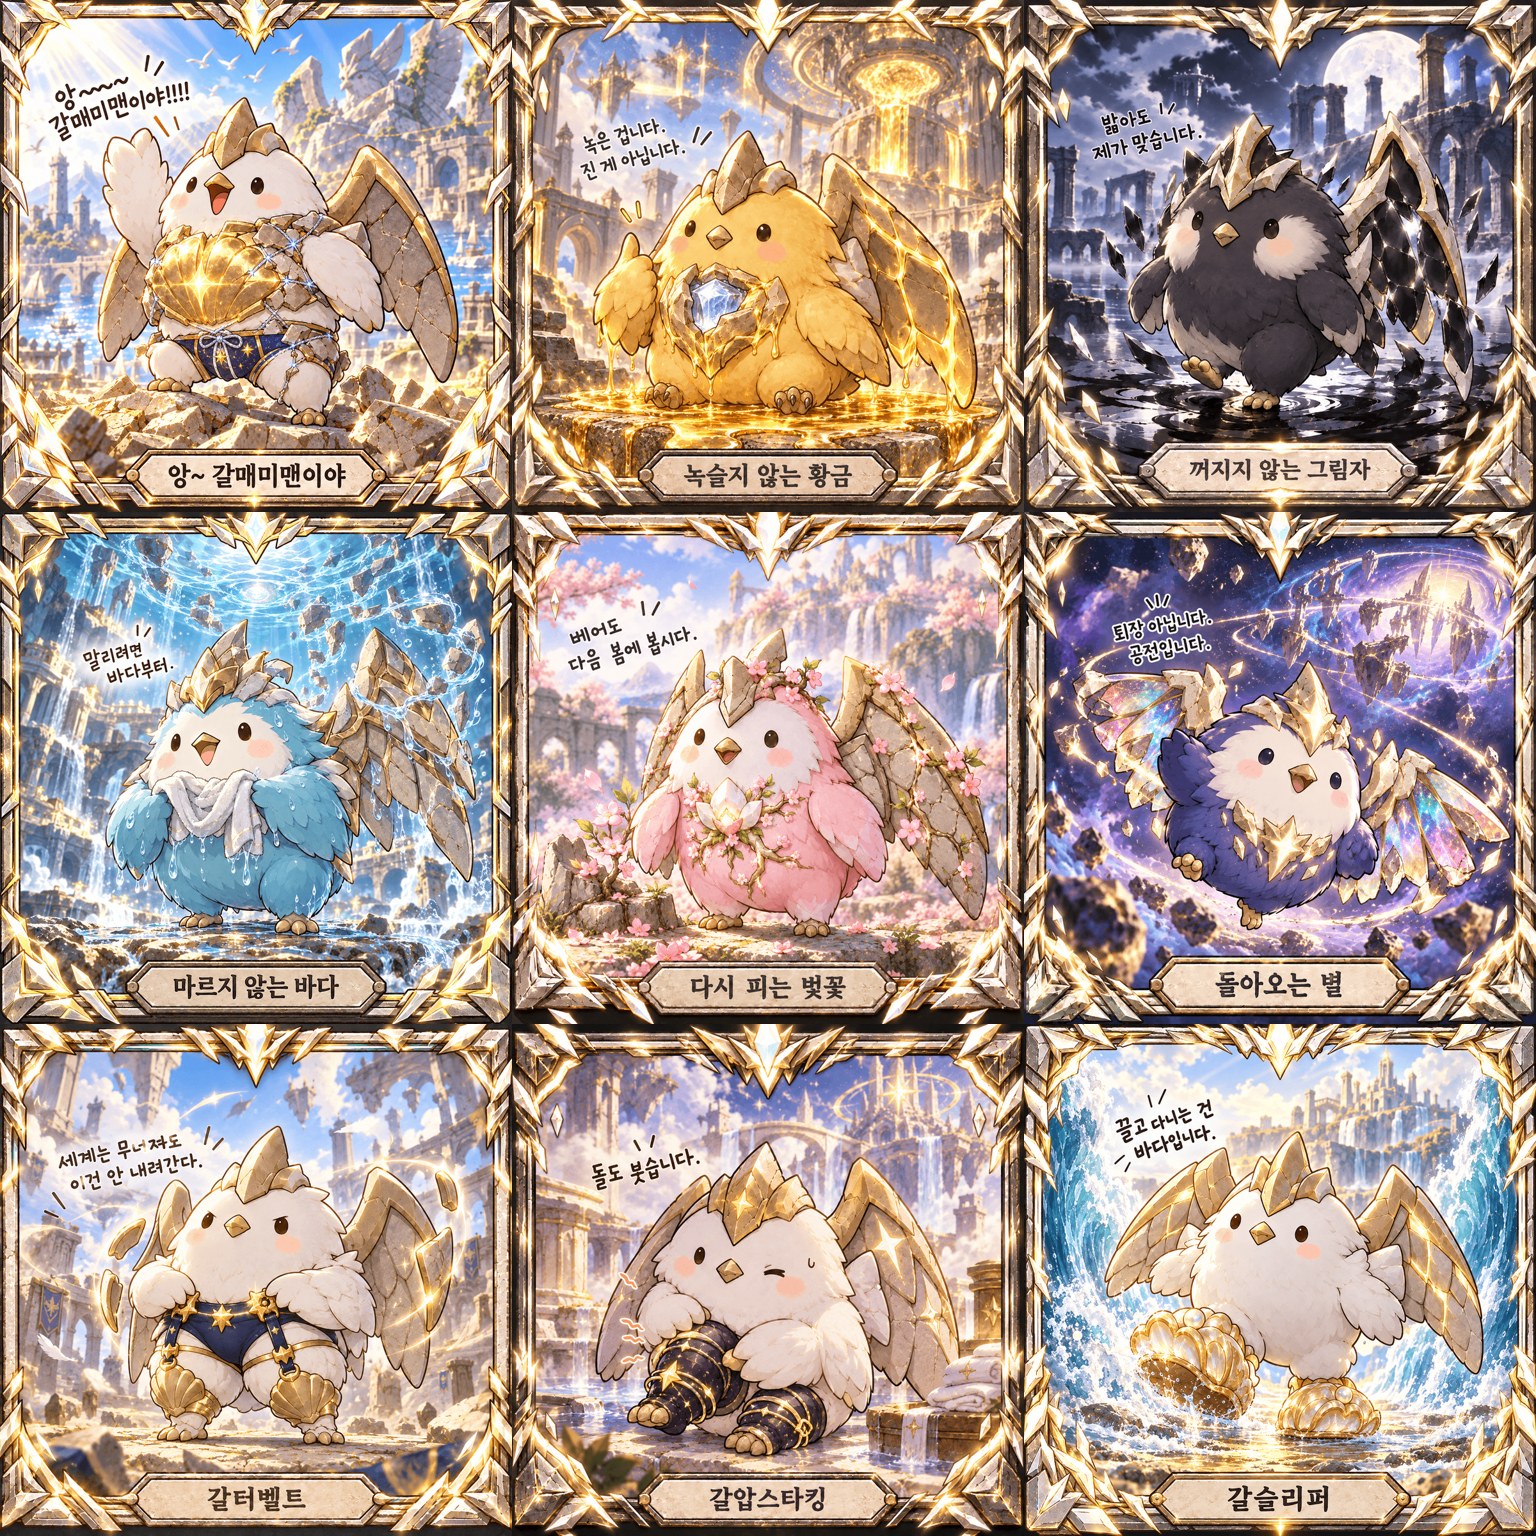 앙~~~~
갈매미맨이야!!!!
앙~ 갈매미맨이야
녹은 겁니다.
진 게 아닙니다.
녹슬지 않는 황금
밟아도
제가 맞습니다.
꺼지지 않는 그림자
말리려면
바다부터.
마르지 않는 바다
베어도
다음 봄에 봅시다.
다시 피는 벚꽃
퇴장 아닙니다.
공전입니다.
돌아오는 별
세계는 무너져도
이건 안 내려간다.
갈터벨트
돌도 붓습니다.
갈압스타킹
끌고 다니는 건
바다입니다.
갈슬리퍼